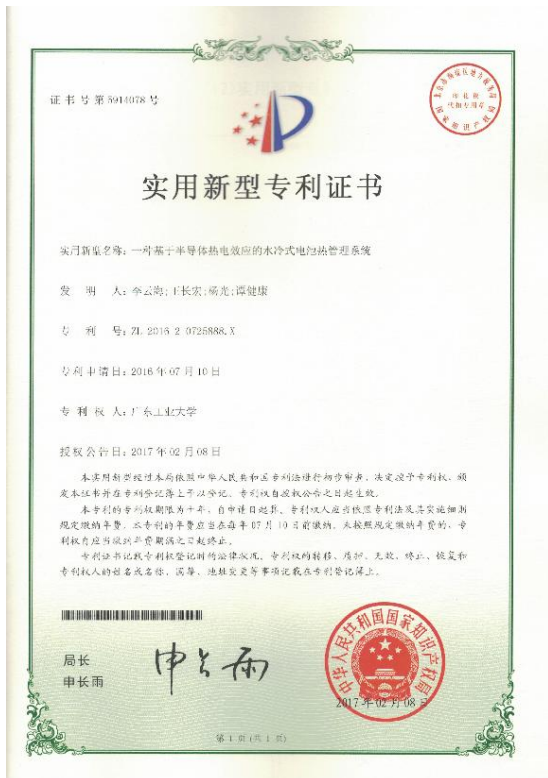 证书号第5914078号
实用新型专利证书
实用新型名称：一种基于半导体热电效应的水冷式电池热管理系统
发 明 人：李云海;王长宏;杨光;谭健康
专 利 号：ZL 2016 2 0725888.X
专利申请日：2016年07月10日
专 利 权 人：广东工业大学
授权公告日：2017年02月08日
本实用新型经过本局依照中华人民共和国专利法进行初步审查，决定授予专利权，颁
发本证书并在专利登记簿上予以登记。专利权自授权公告之日起生效。
本专利的专利权期限为十年，自申请日起算。专利权人应当依照专利法及其实施细则
规定缴纳年费。本专利的年费应当在每年07月10日前缴纳。未按照规定缴纳年费的，专
利权自应当缴纳年费期满之日起终止。
专利证书记载专利权登记时的法律状况。专利权的转移、质押、无效、终止、恢复和
专利权人的姓名或名称、国籍、地址变更等事项记载在专利登记簿上。
局长
申长雨
申长雨
中华人民共和国国家知识产权局
2017年02月08日
第1页(共1页)